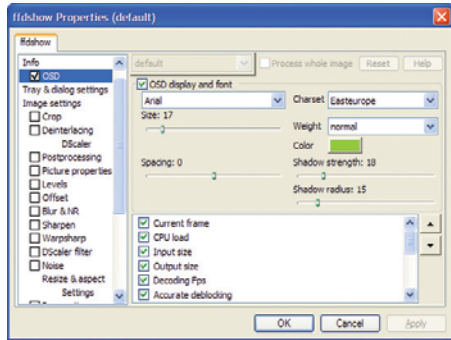 ffdshow Properties (default)
ffdshow
Info
OSD
Tray & dialog settings
Image settings
Crop
Deinterlacing
DScaler
Postprocessing
Picture properties
Levels
Offset
Blur & NR
Sharpen
Warpsharp
DScaler filter
Noise
Resize & aspect
Settings
default
Process whole image
Reset
Help
OSD display and font
Arial
Charset
Easteurope
Size: 17
Weight
normal
Color
Spacing: 0
Shadow strength: 18
Shadow radius: 15
Current frame
CPU load
Input size
Output size
Decoding Fps
Accurate deblocking
OK
Cancel
Apply